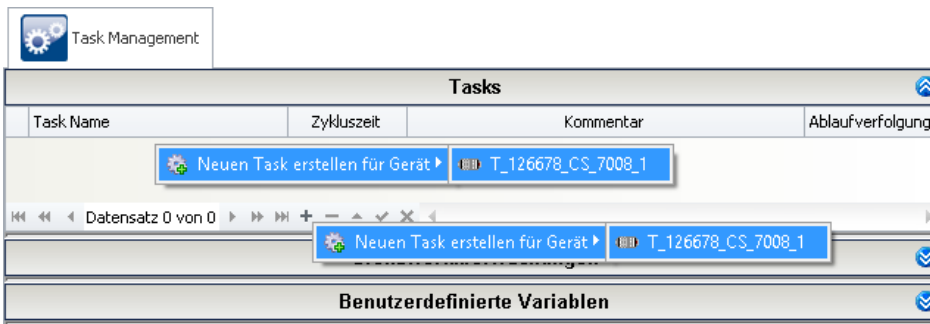 Task Management
Tasks
Task Name Zykluszeit Kommentar Ablaufverfolgung
Neuen Task erstellen für Gerät T_126678_CS_7008_1
Datensatz 0 von 0
Neuen Task erstellen für Gerät T_126678_CS_7008_1
Benutzerdefinierte Variablen